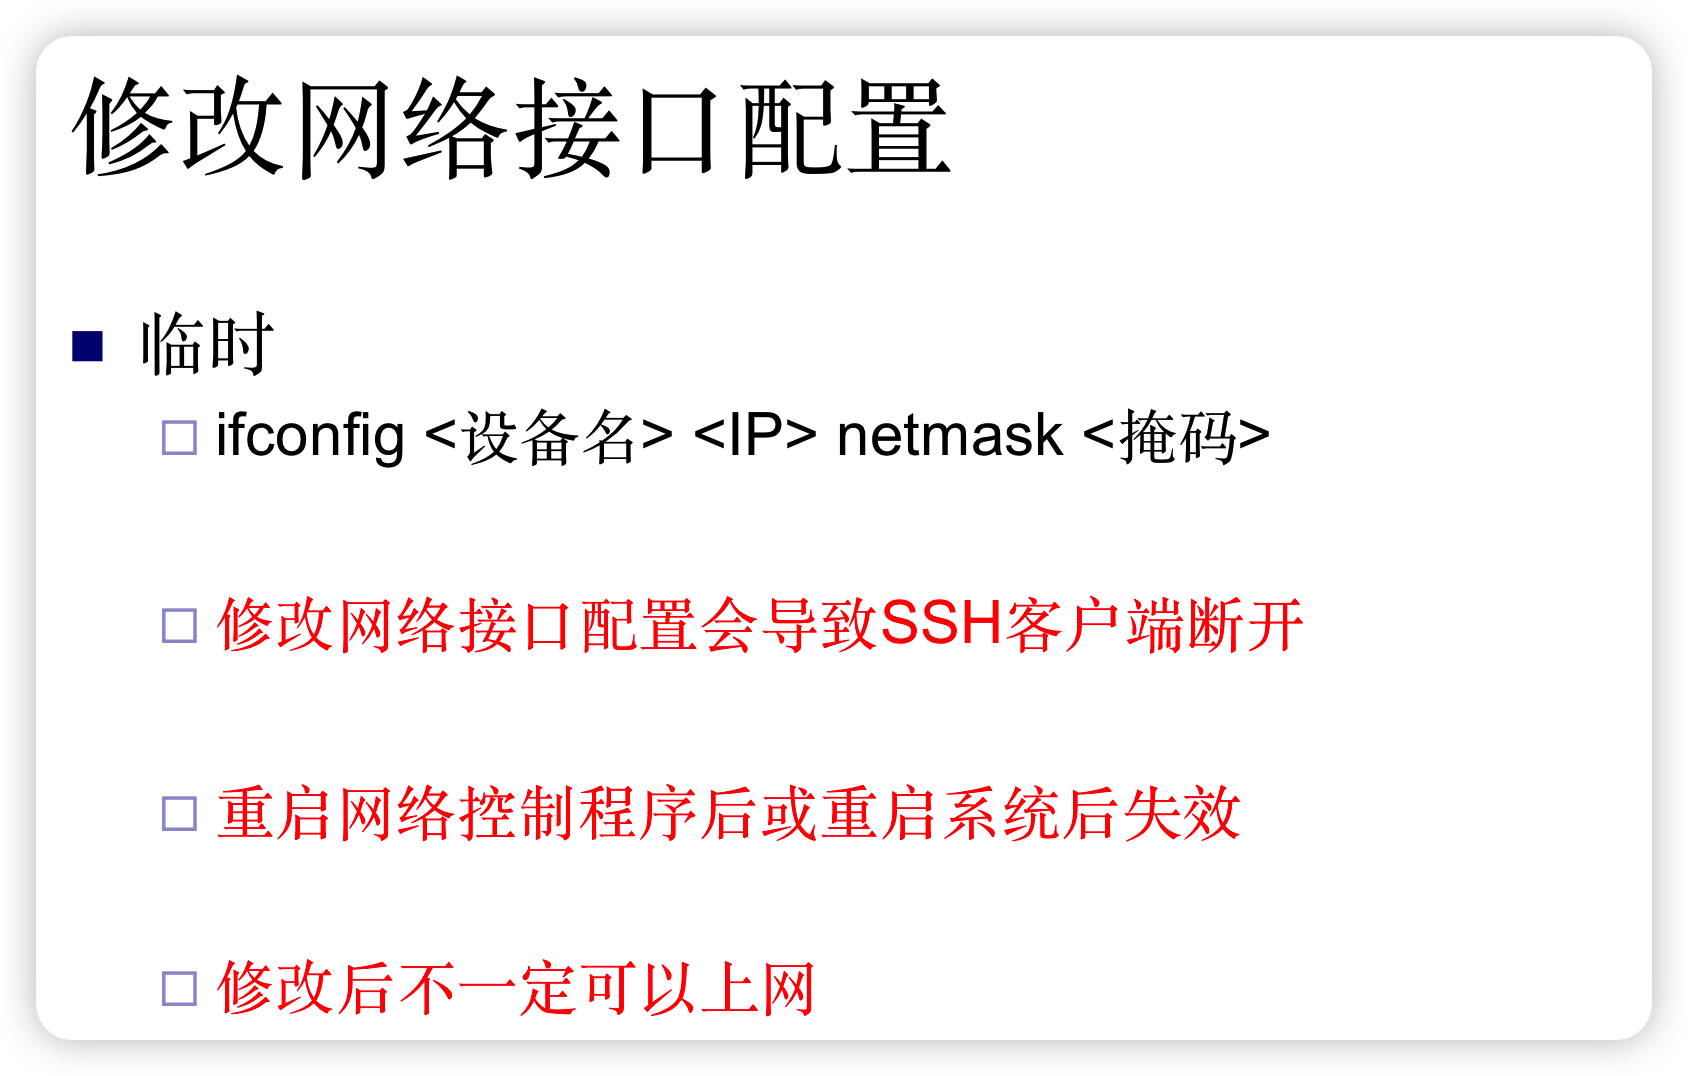 修改网络接口配置
临时
ifconfig <设备名> <IP> netmask <掩码>
修改网络接口配置会导致SSH客户端断开
重启网络控制程序后或重启系统后失效
修改后不一定可以上网